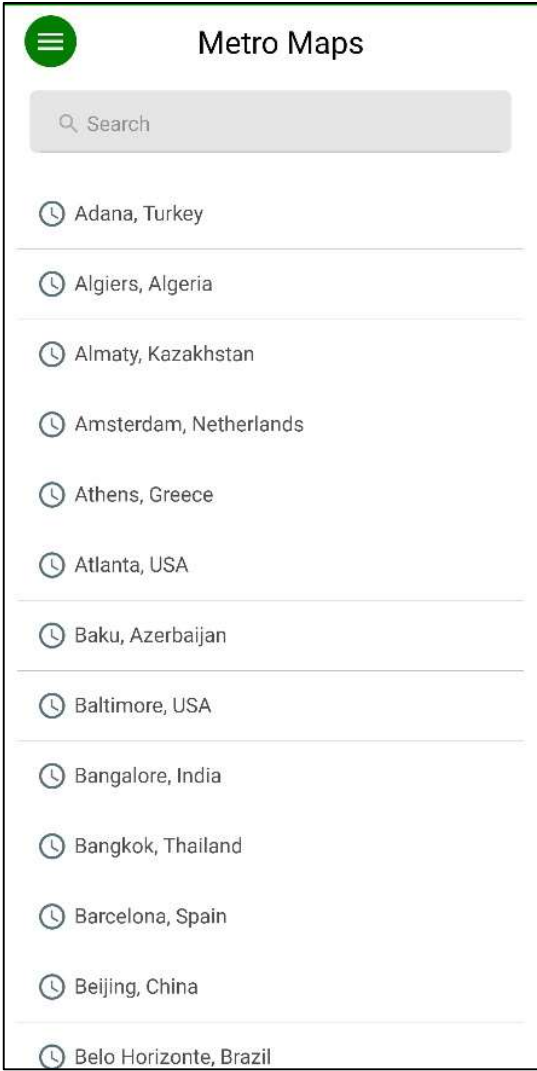 Metro Maps
Search
Adana, Turkey
Algiers, Algeria
Almaty, Kazakhstan
Amsterdam, Netherlands
Athens, Greece
Atlanta, USA
Baku, Azerbaijan
Baltimore, USA
Bangalore, India
Bangkok, Thailand
Barcelona, Spain
Beijing, China
Belo Horizonte, Brazil